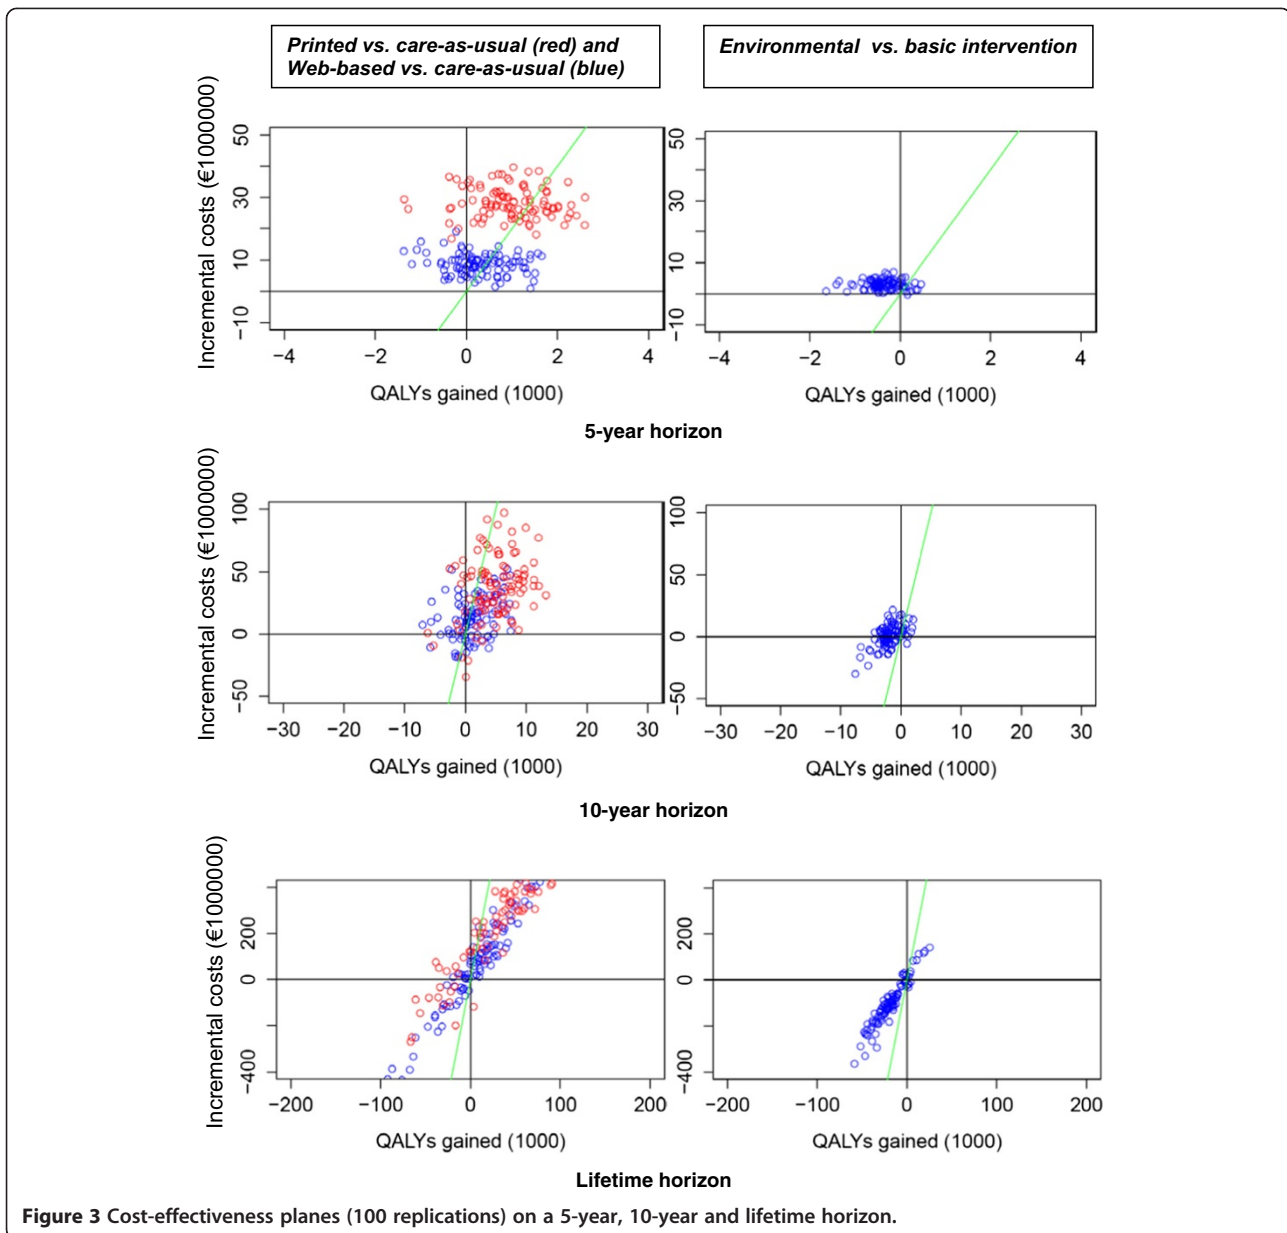 Printed vs. care-as-usual (red) and
Web-based vs. care-as-usual (blue)
Environmental vs. basic intervention
Incremental costs (€1000000)
50
30
10
−10
−4 −2 0 2 4
QALYs gained (1000)
50
30
10
−10
−4 −2 0 2 4
QALYs gained (1000)
5-year horizon
Incremental costs (€1000000)
100
50
0
−50
−30 −20 −10 0 10 20 30
QALYs gained (1000)
100
50
0
−50
−30 −20 −10 0 10 20 30
QALYs gained (1000)
10-year horizon
Incremental costs (€1000000)
200
0
−400
−200 −100 0 100 200
QALYs gained (1000)
200
0
−400
−200 −100 0 100 200
QALYs gained (1000)
Lifetime horizon
Figure 3 Cost-effectiveness planes (100 replications) on a 5-year, 10-year and lifetime horizon.